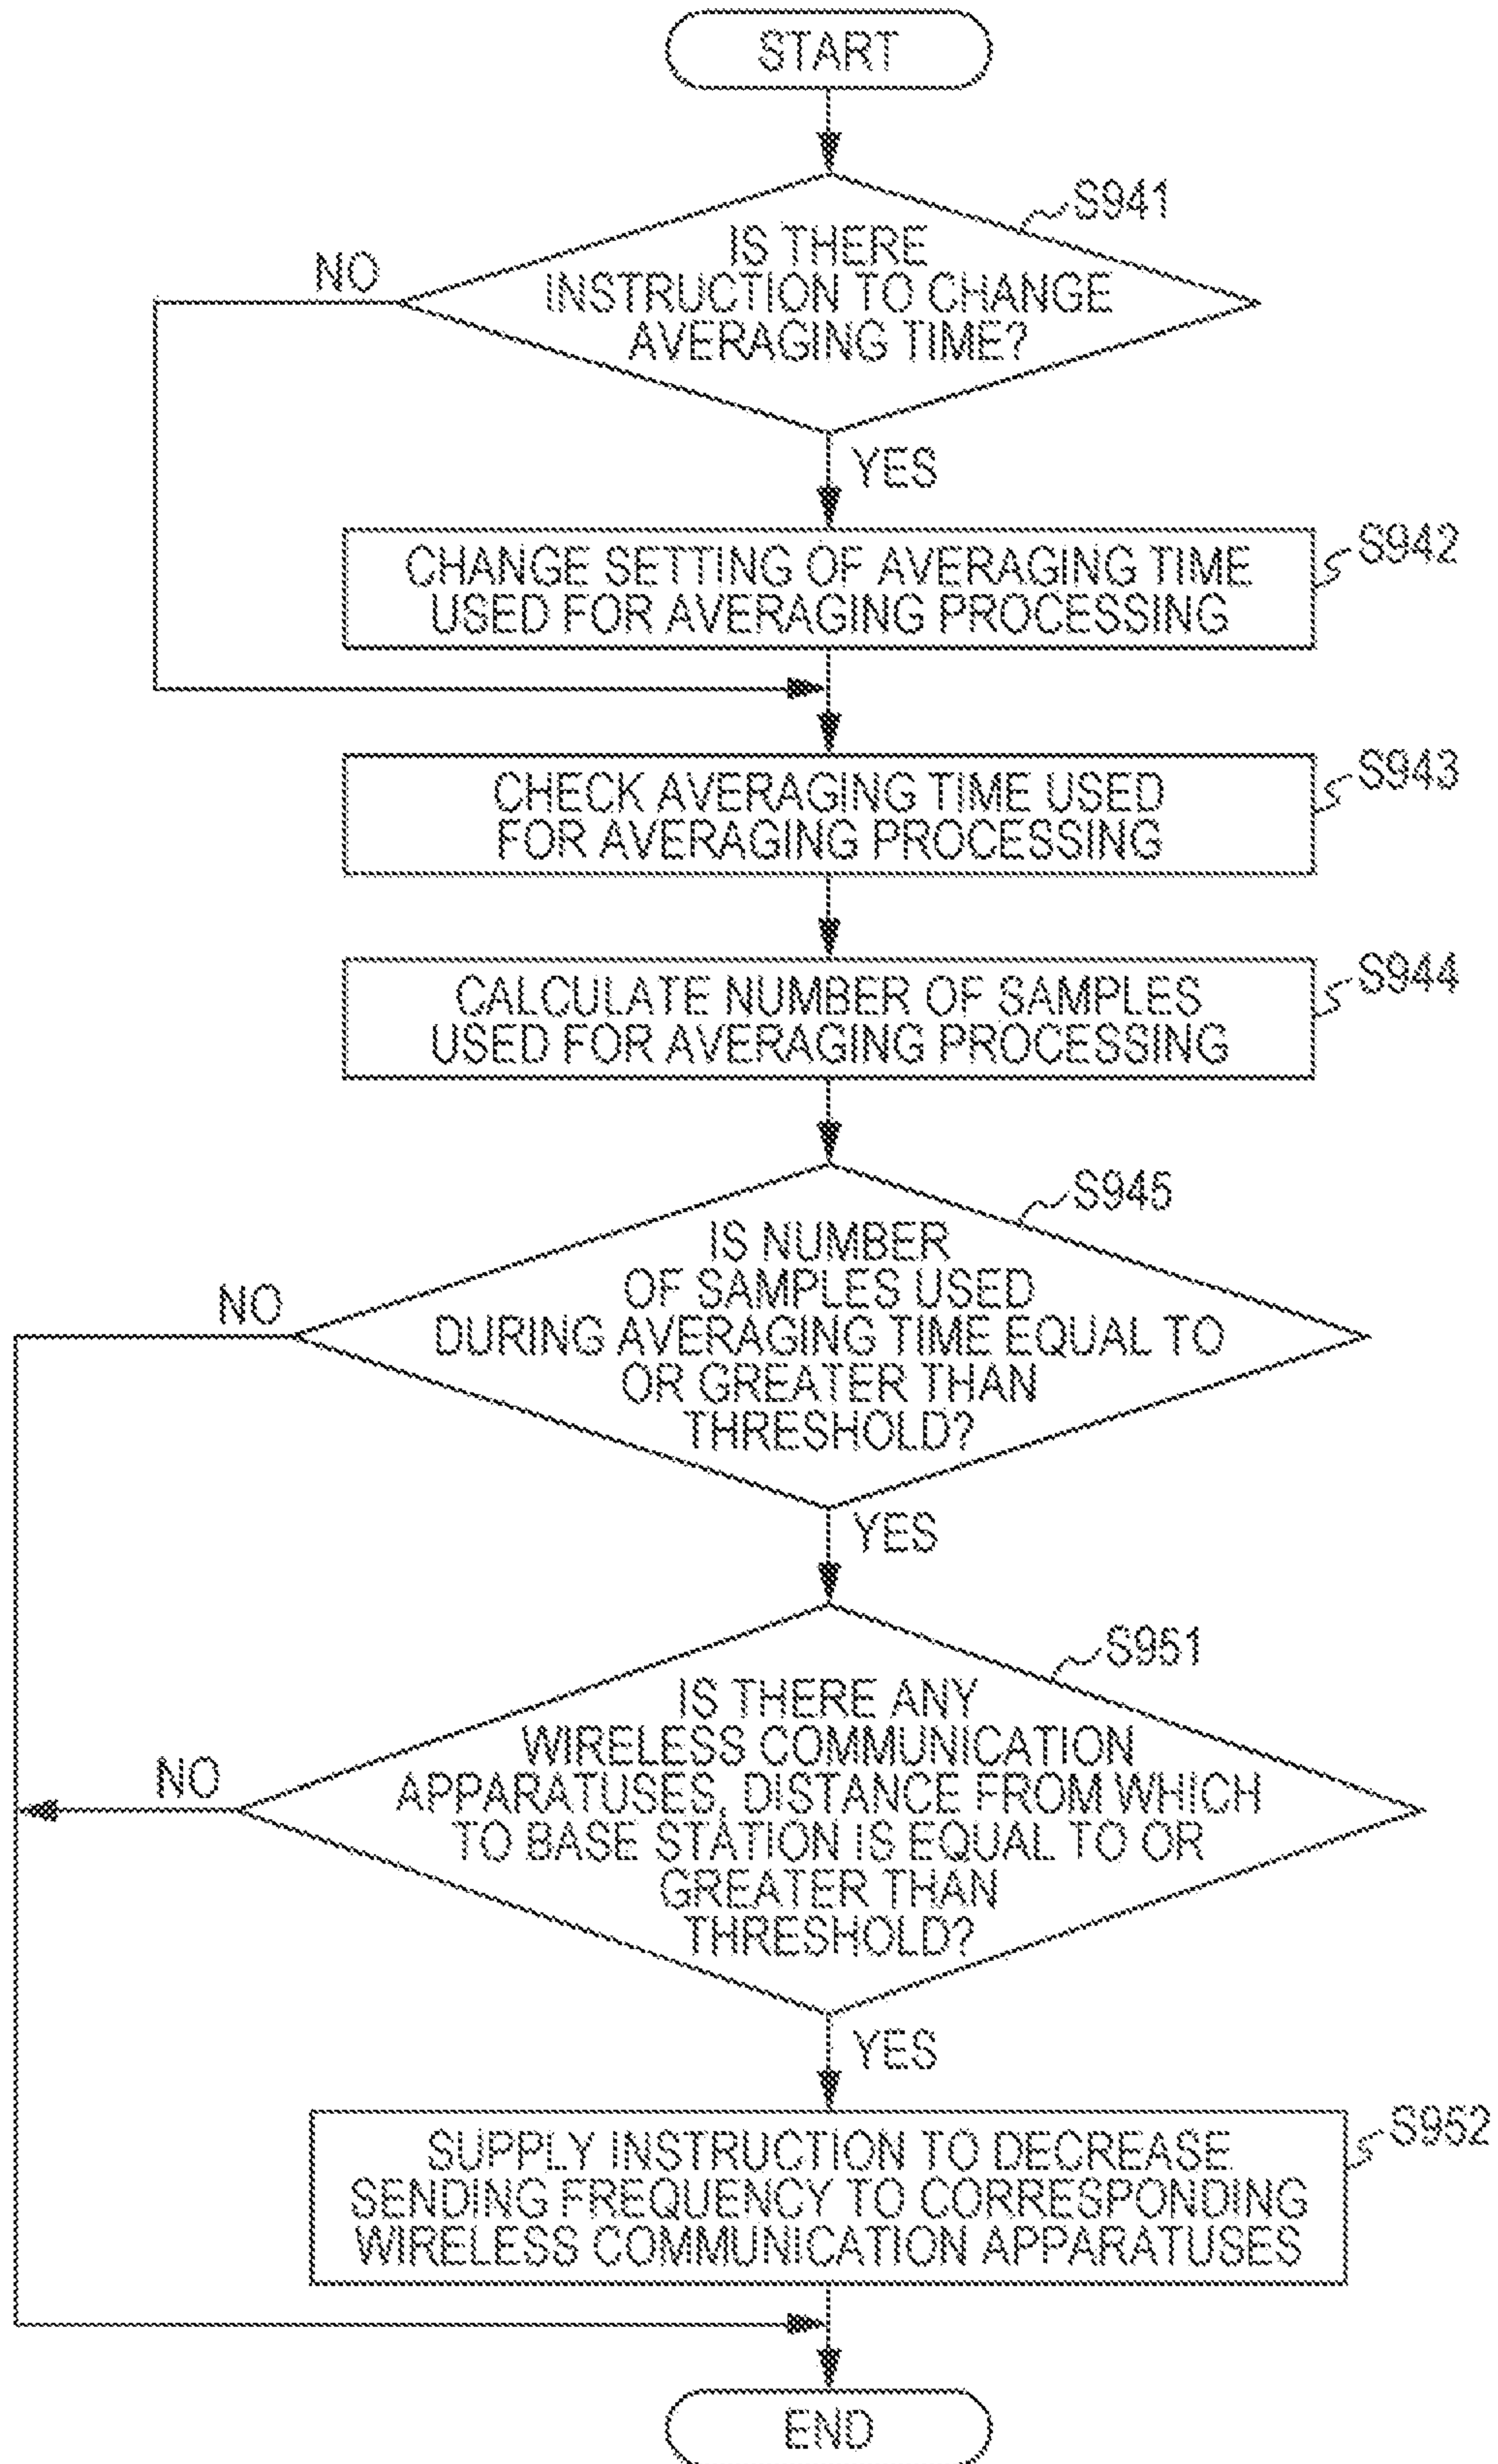 START
S941
IS THERE
INSTRUCTION TO CHANGE
AVERAGING TIME?
NO
YES
S942
CHANGE SETTING OF AVERAGING TIME
USED FOR AVERAGING PROCESSING
S943
CHECK AVERAGING TIME USED
FOR AVERAGING PROCESSING
S944
CALCULATE NUMBER OF SAMPLES
USED FOR AVERAGING PROCESSING
S945
IS NUMBER
OF SAMPLES USED
DURING AVERAGING TIME EQUAL TO
OR GREATER THAN
THRESHOLD?
NO
YES
S951
IS THERE ANY
WIRELESS COMMUNICATION
APPARATUSES, DISTANCE FROM WHICH
TO BASE STATION IS EQUAL TO OR
GREATER THAN
THRESHOLD?
NO
YES
S952
SUPPLY INSTRUCTION TO DECREASE
SENDING FREQUENCY TO CORRESPONDING
WIRELESS COMMUNICATION APPARATUSES
END